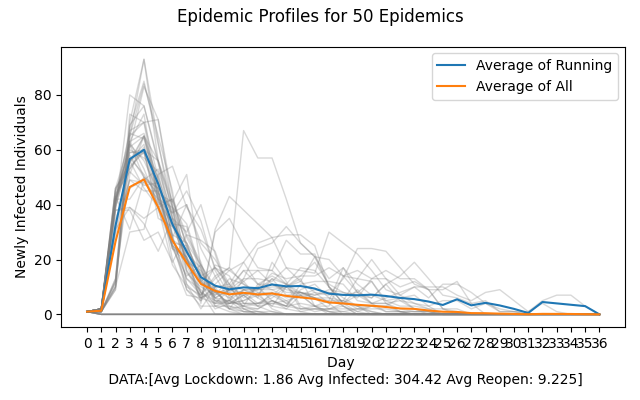 Epidemic Profiles for 50 Epidemics
Average of Running
Average of All
80
60
40
20
0
Newly Infected Individuals
0 1 2 3 4 5 6 7 8 9 10 11 12 13 14 15 16 17 18 19 20 21 22 23 24 25 26 27 28 29 30 31 32 33 34 35 36
Day
DATA:[Avg Lockdown: 1.86 Avg Infected: 304.42 Avg Reopen: 9.225]